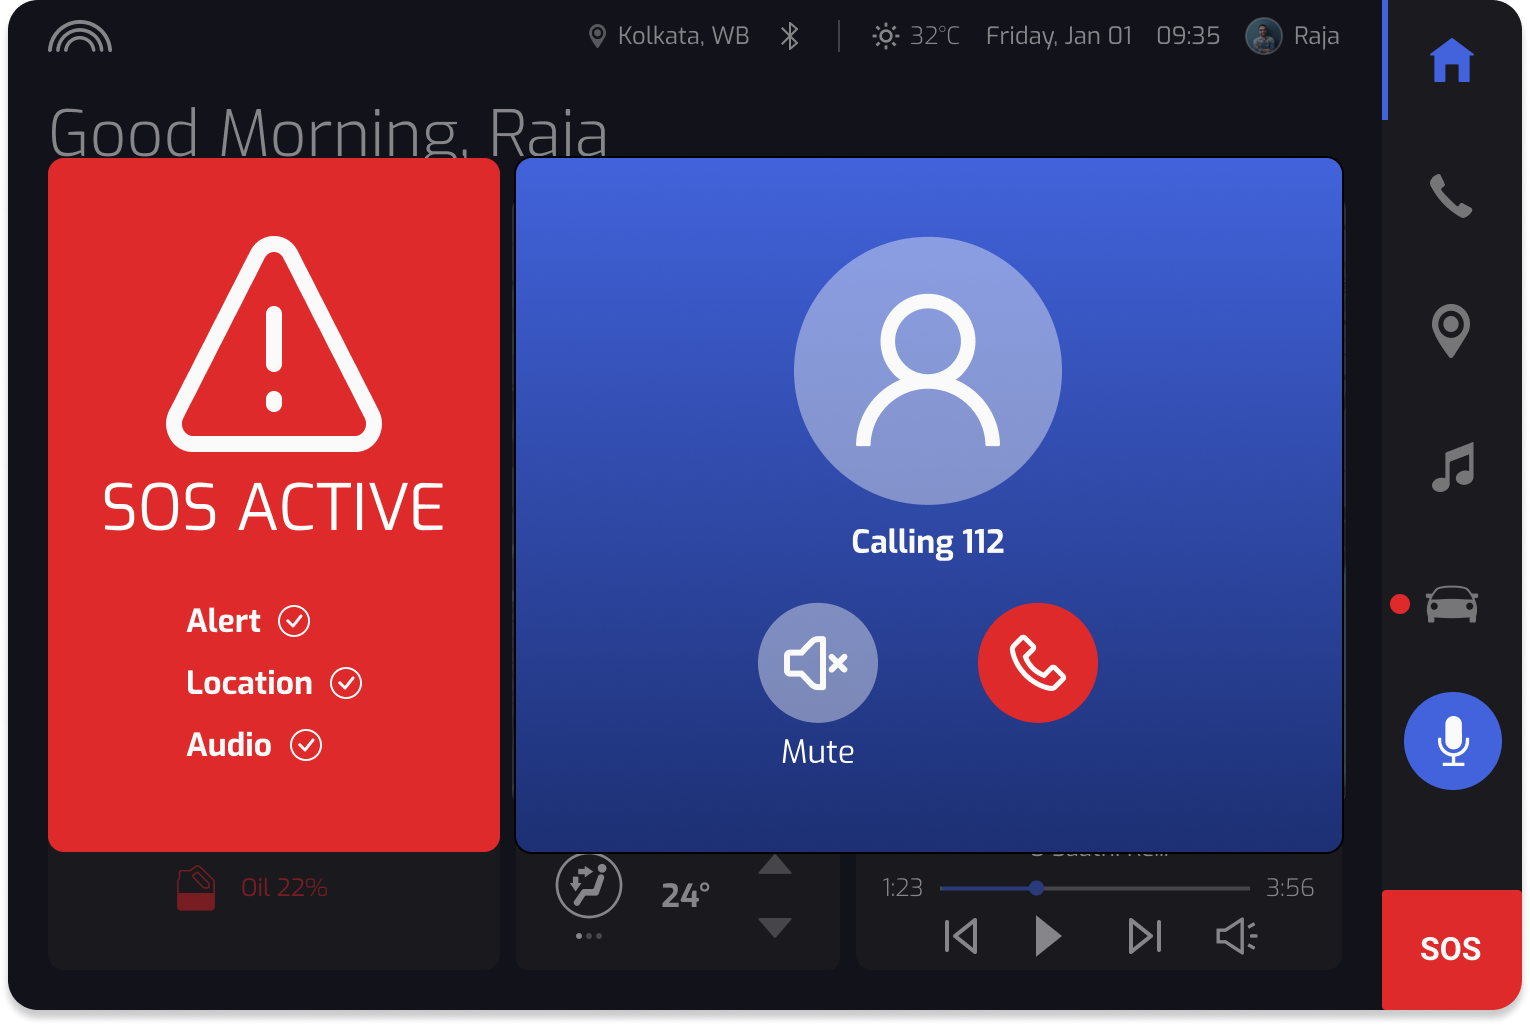 Kolkata, WB
32°C
Friday, Jan 01
09:35
Raja
Good Morning, Raja
SOS ACTIVE
Alert
Location
Audio
Calling 112
Mute
Oil 22%
24°
1:23
3:56
SOS